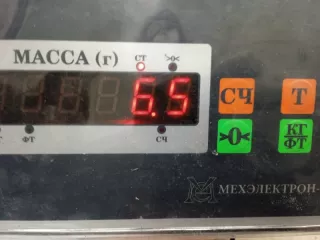 МАССА (г)
СТ >0<
6.5
СЧ Т
ФТ СЧ
>0< КГ
ФТ
МЕХЭЛЕКТРОН-